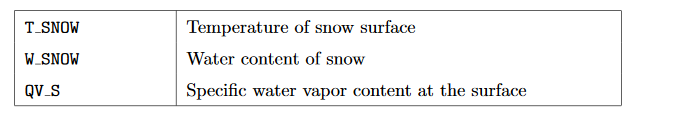 T_SNOW Temperature of snow surface
W_SNOW Water content of snow
QV_S Specific water vapor content at the surface